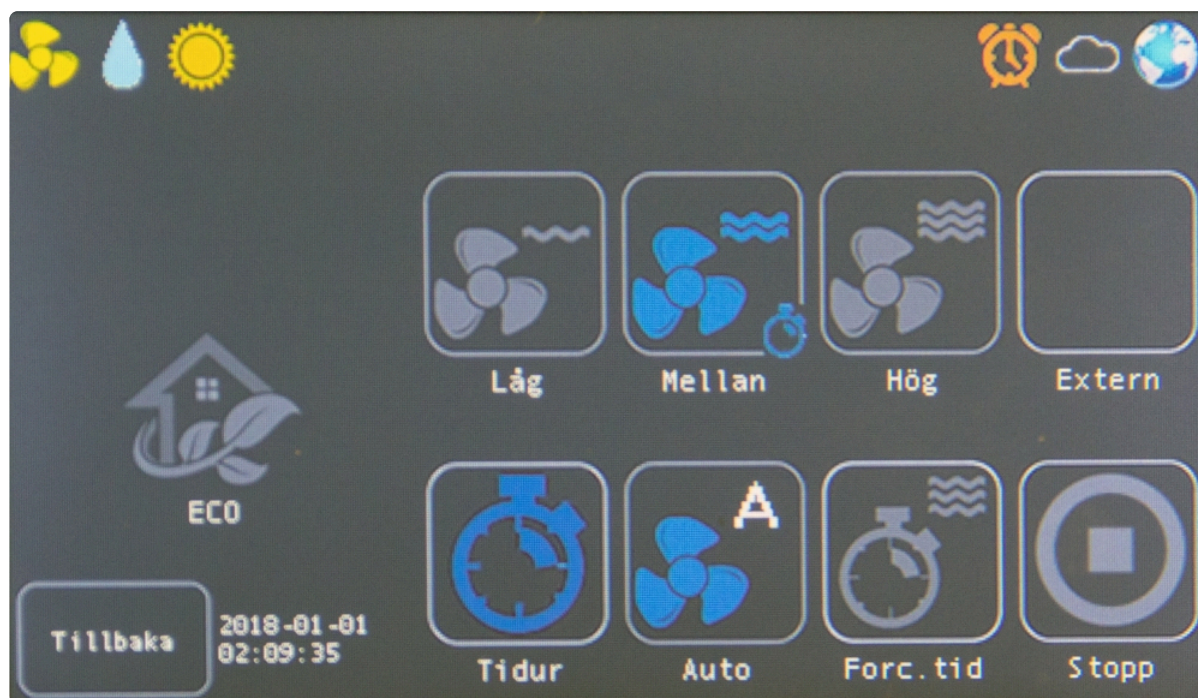 Låg Mellan Hög Extern
A
ECO
Tillbaka
2018-01-01
02:09:35
Tidur Auto Forc.tid Stopp